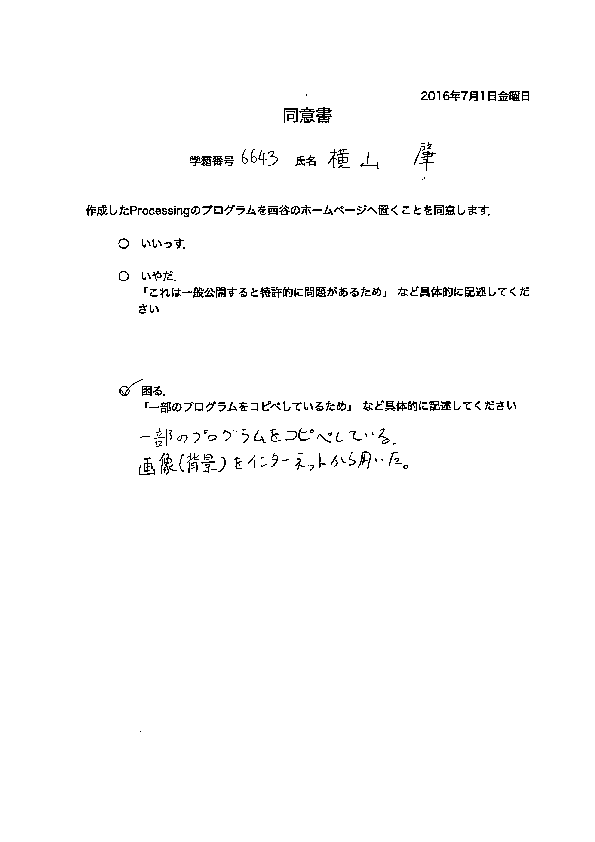 2016年7月1日金曜日
同意書
学籍番号 6643 氏名 横山 肇
作成したProcessingのプログラムを西谷のホームページへ置くことを同意します.
○ いいっす.
○ いやだ.
「これは一般公開すると特許的に問題があるため」 など具体的に記述してくだ
さい
○ 困る.
「一部のプログラムをコピペしているため」 など具体的に記述してください
一部のプログラムをコピペしている.
画像(背景)をインターネットから用いた。